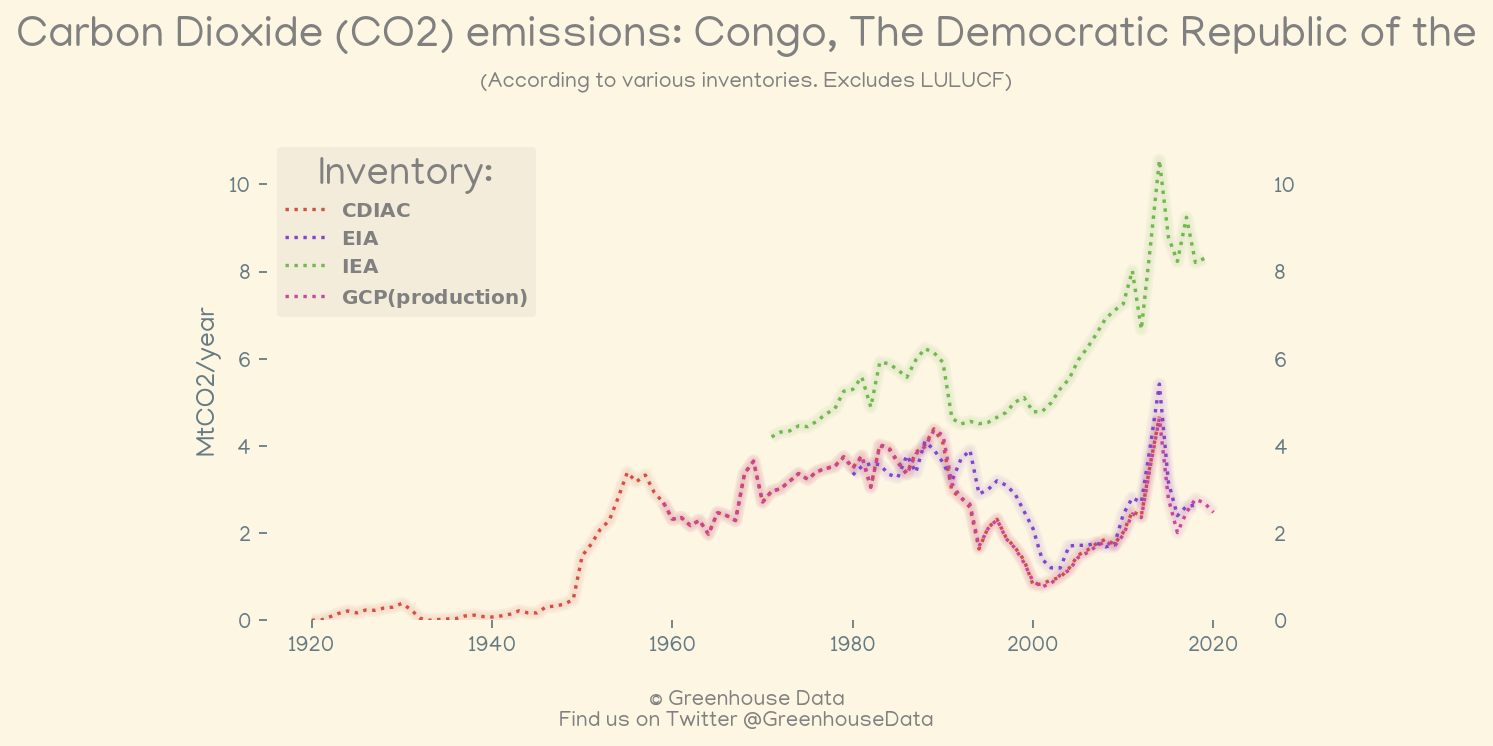 Carbon Dioxide (CO2) emissions: Congo, The Democratic Republic of the
(According to various inventories. Excludes LULUCF)
Inventory:
CDIAC
EIA
IEA
GCP(production)
MtCO2/year
10
8
6
4
2
0
10
8
6
4
2
0
1920 1940 1960 1980 2000 2020
© Greenhouse Data
Find us on Twitter @GreenhouseData